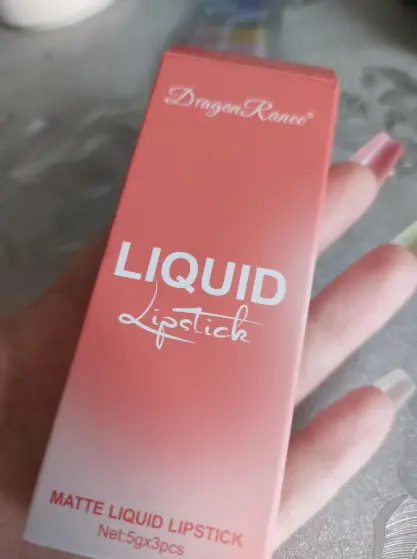 DragonRanee®
LIQUID
Lipstick
MATTE LIQUID LIPSTICK
Net:5gx3pcs